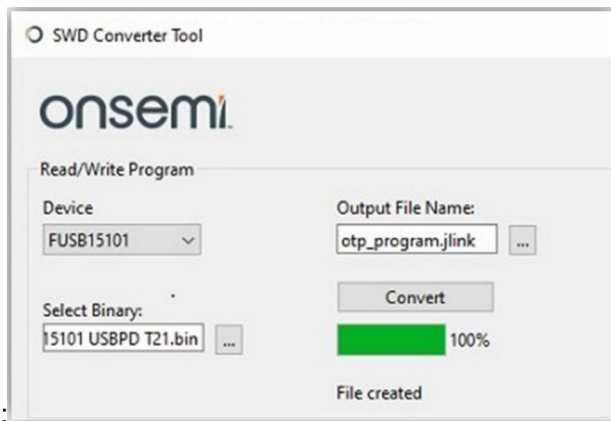 SWD Converter Tool
onsemi
Read/Write Program
Device
FUSB15101
Output File Name:
otp_program.jlink
...
Select Binary:
15101 USBPD T21.bin
...
Convert
100%
File created